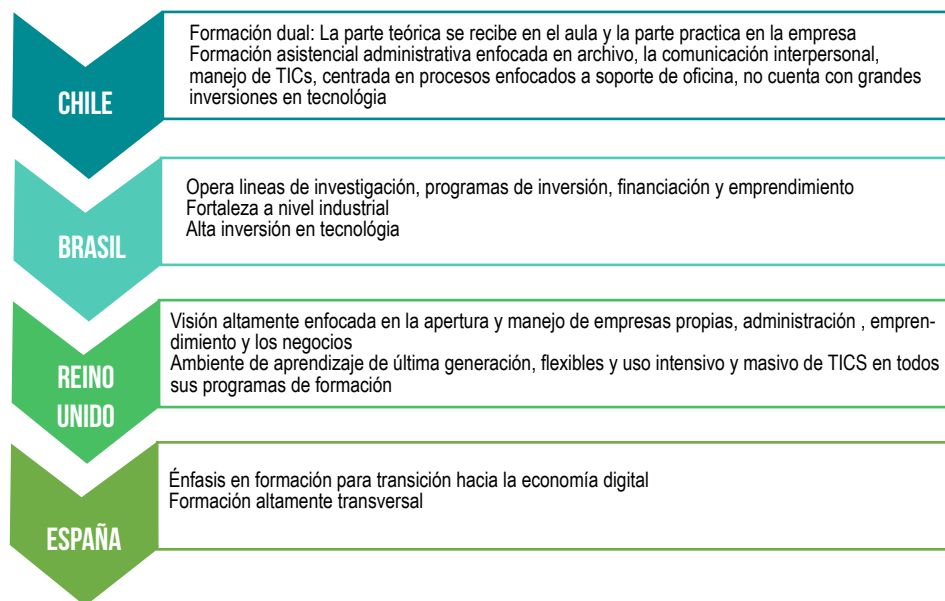 CHILE
Formación dual: La parte teórica se recibe en el aula y la parte practica en la empresa
Formación asistencial administrativa enfocada en archivo, la comunicación interpersonal,
manejo de TICs, centrada en procesos enfocados a soporte de oficina, no cuenta con grandes
inversiones en tecnológia
BRASIL
Opera lineas de investigación, programas de inversión, financiación y emprendimiento
Fortaleza a nivel industrial
Alta inversión en tecnológia
REINO
UNIDO
Visión altamente enfocada en la apertura y manejo de empresas propias, administración , empren-
dimiento y los negocios
Ambiente de aprendizaje de última generación, flexibles y uso intensivo y masivo de TICS en todos
sus programas de formación
ESPAÑA
Énfasis en formación para transición hacia la economía digital
Formación altamente transversal